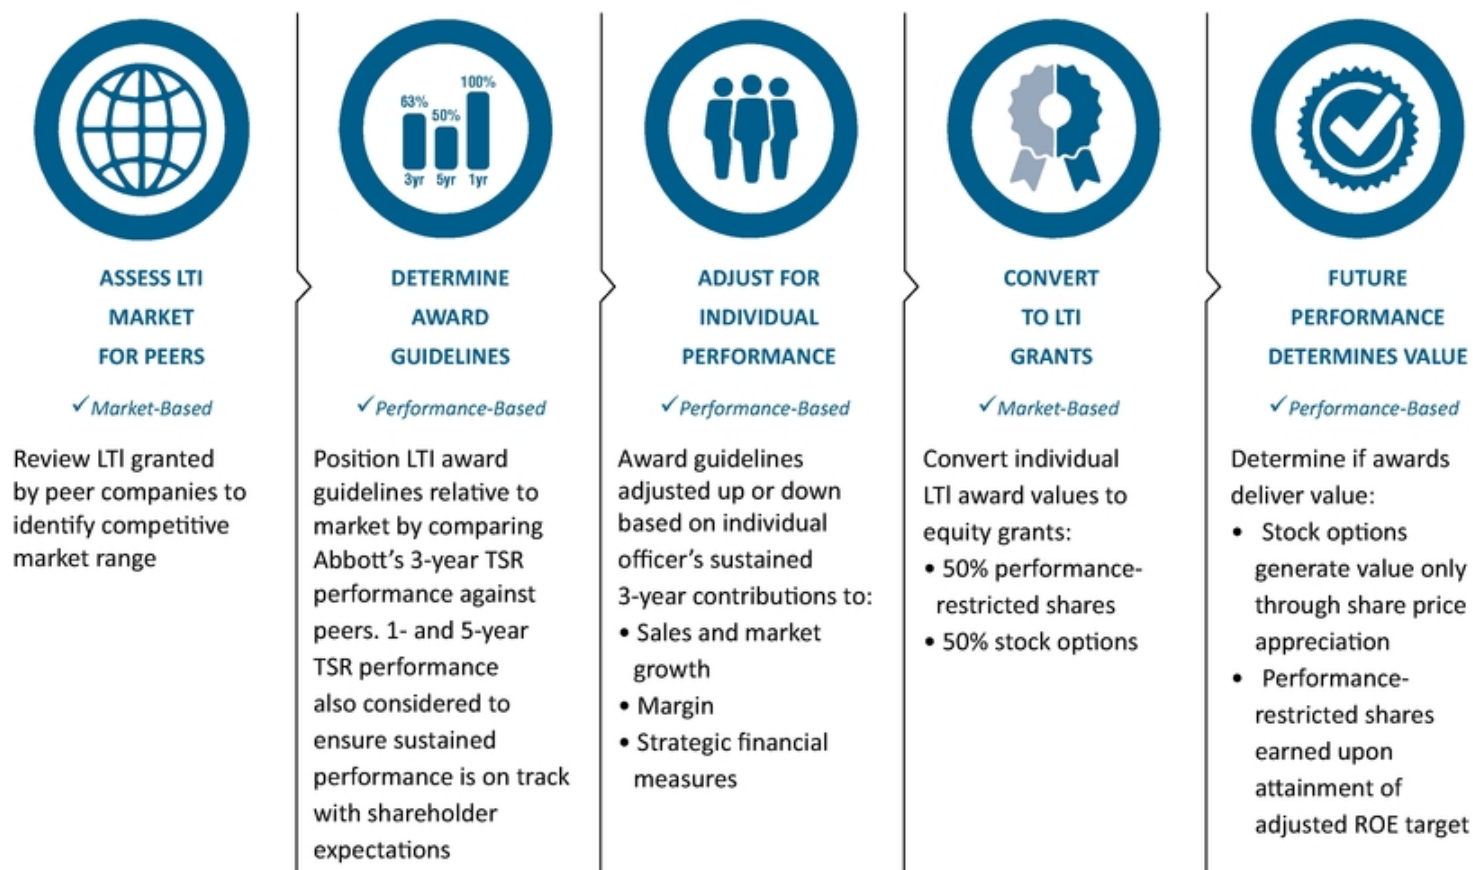 63%
50%
100%
3yr 5yr 1yr
ASSESS LTI
MARKET
FOR PEERS
✓Market-Based
Review LTI granted
by peer companies to
identify competitive
market range
DETERMINE
AWARD
GUIDELINES
✓Performance-Based
Position LTI award
guidelines relative to
market by comparing
Abbott’s 3-year TSR
performance against
peers. 1- and 5-year
TSR performance
also considered to
ensure sustained
performance is on track
with shareholder
expectations
ADJUST FOR
INDIVIDUAL
PERFORMANCE
✓Performance-Based
Award guidelines
adjusted up or down
based on individual
officer’s sustained
3-year contributions to:
• Sales and market
growth
• Margin
• Strategic financial
measures
CONVERT
TO LTI
GRANTS
✓Market-Based
Convert individual
LTI award values to
equity grants:
• 50% performance-
restricted shares
• 50% stock options
FUTURE
PERFORMANCE
DETERMINES VALUE
✓Performance-Based
Determine if awards
deliver value:
• Stock options
generate value only
through share price
appreciation
• Performance-
restricted shares
earned upon
attainment of
adjusted ROE target